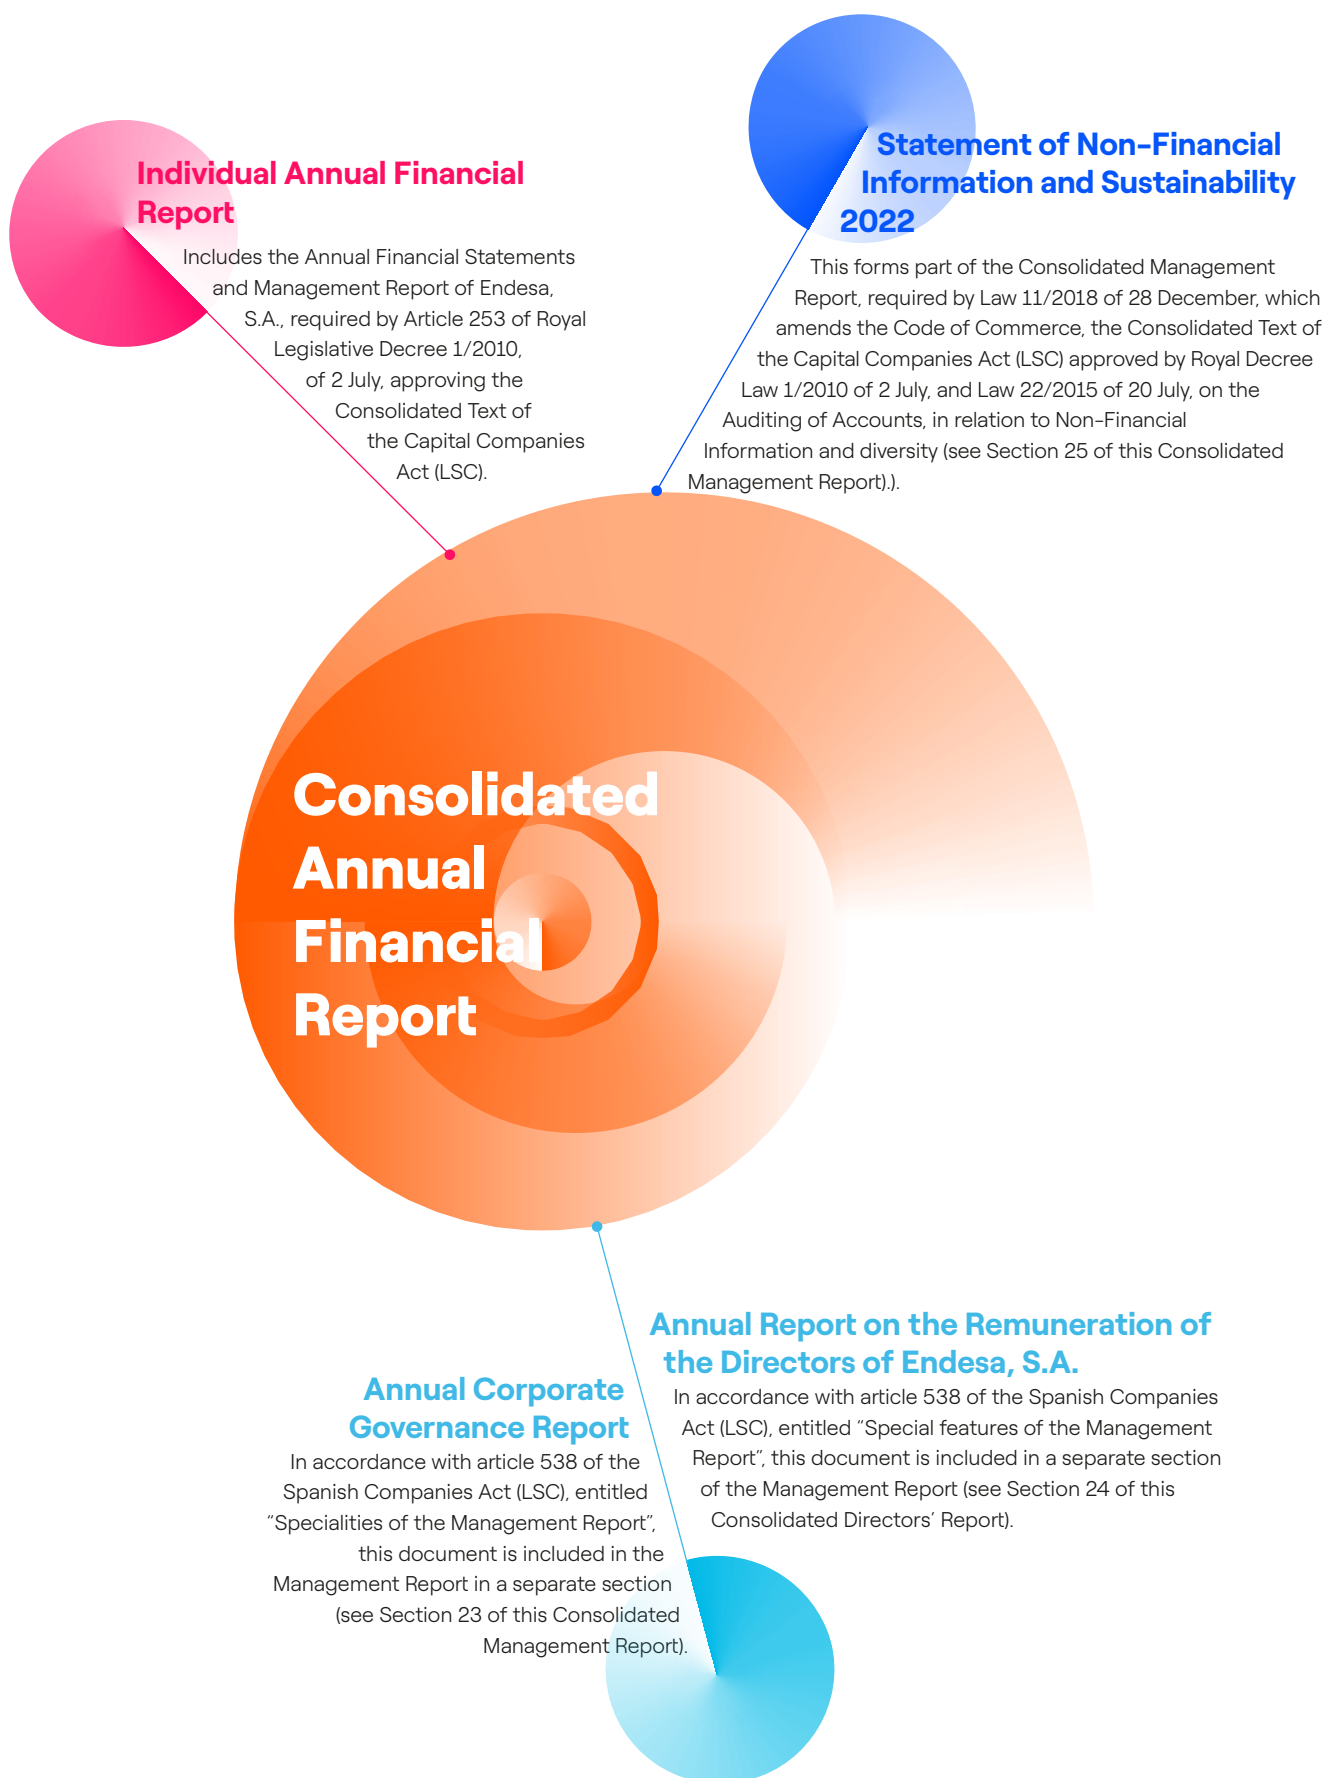 Individual Annual Financial
Report
Includes the Annual Financial Statements
and Management Report of Endesa,
S.A., required by Article 253 of Royal
Legislative Decree 1/2010,
of 2 July, approving the
Consolidated Text of
the Capital Companies
Act (LSC).
Statement of Non-Financial
Information and Sustainability
2022
This forms part of the Consolidated Management
Report, required by Law 11/2018 of 28 December, which
amends the Code of Commerce, the Consolidated Text of
the Capital Companies Act (LSC) approved by Royal Decree
Law 1/2010 of 2 July, and Law 22/2015 of 20 July, on the
Auditing of Accounts, in relation to Non-Financial
Information and diversity (see Section 25 of this Consolidated
Management Report).).
Consolidated
Annual
Financial
Report
Annual Corporate
Governance Report
In accordance with article 538 of the
Spanish Companies Act (LSC), entitled
“Specialities of the Management Report”,
this document is included in the
Management Report in a separate section
(see Section 23 of this Consolidated
Management Report).
Annual Report on the Remuneration of
the Directors of Endesa, S.A.
In accordance with article 538 of the Spanish Companies
Act (LSC), entitled “Special features of the Management
Report”, this document is included in a separate section
of the Management Report (see Section 24 of this
Consolidated Directors’ Report).